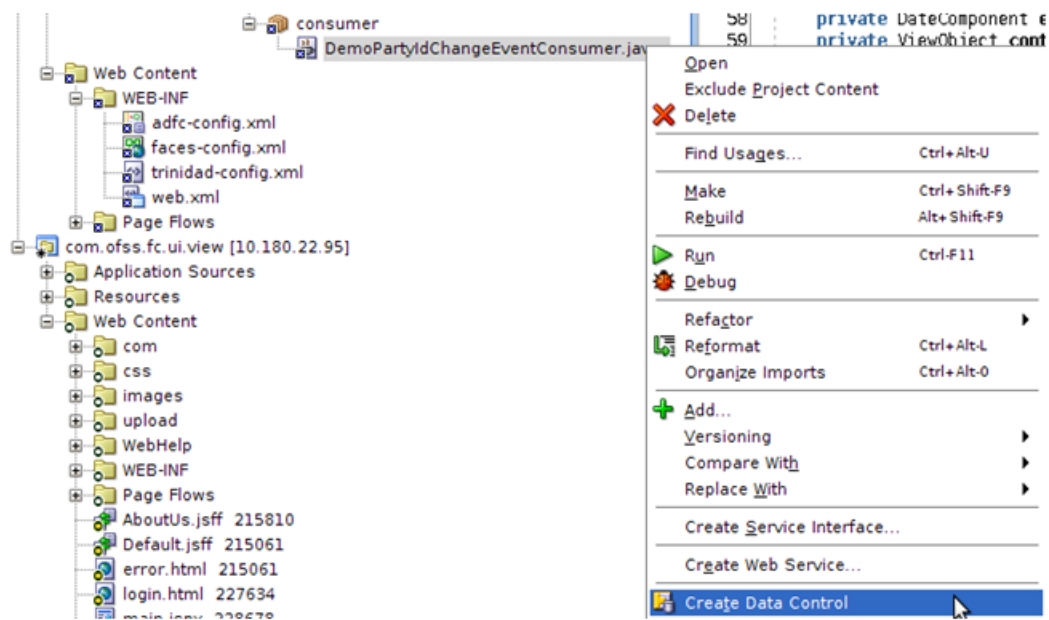 consumer
DemoPartyIdChangeEventConsumer.jav
Web Content
WEB-INF
adfc-config.xml
faces-config.xml
trinidad-config.xml
web.xml
Page Flows
com.ofss.fc.ui.view [10.180.22.95]
Application Sources
Resources
Web Content
com
css
images
upload
WebHelp
WEB-INF
Page Flows
AboutUs.jsff 215810
Default.jsff 215061
error.html 215061
login.html 227634
main.jspx 228678
58 private DateComponent e
59 private ViewObject cont
Open
Exclude Project Content
Delete
Find Usages... Ctrl+Alt-U
Make Ctrl+Shift-F9
Rebuild Alt+Shift-F9
Run Ctrl-F11
Debug
Refactor
Reformat Ctrl+Alt-L
Organize Imports Ctrl+Alt-O
Add...
Versioning
Compare With
Replace With
Create Service Interface...
Create Web Service...
Create Data Control